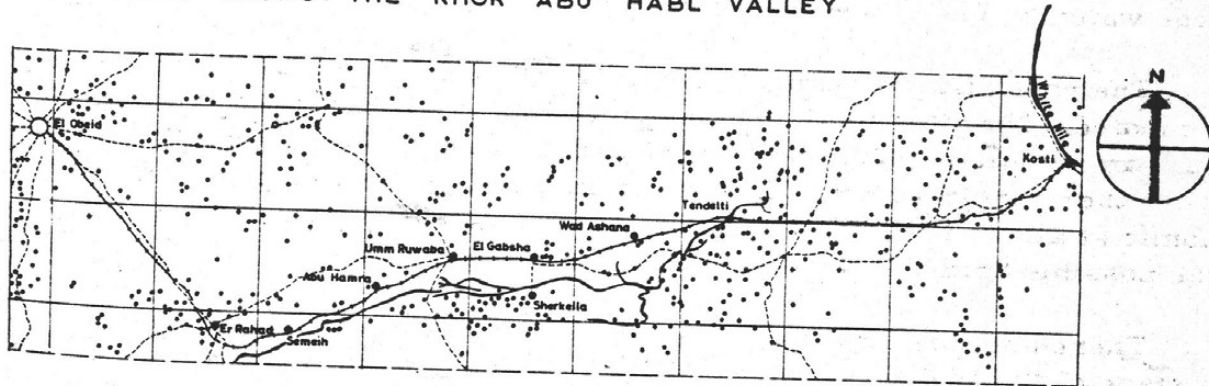 THE KHOR ABU HABL VALLEY
N
El Obeid
White Nile
Kosti
Tendelti
Wad Ashana
El Gabsha
Umm Ruwaba
Abu Hamra
Sherkeila
Er Rahad
Semeih